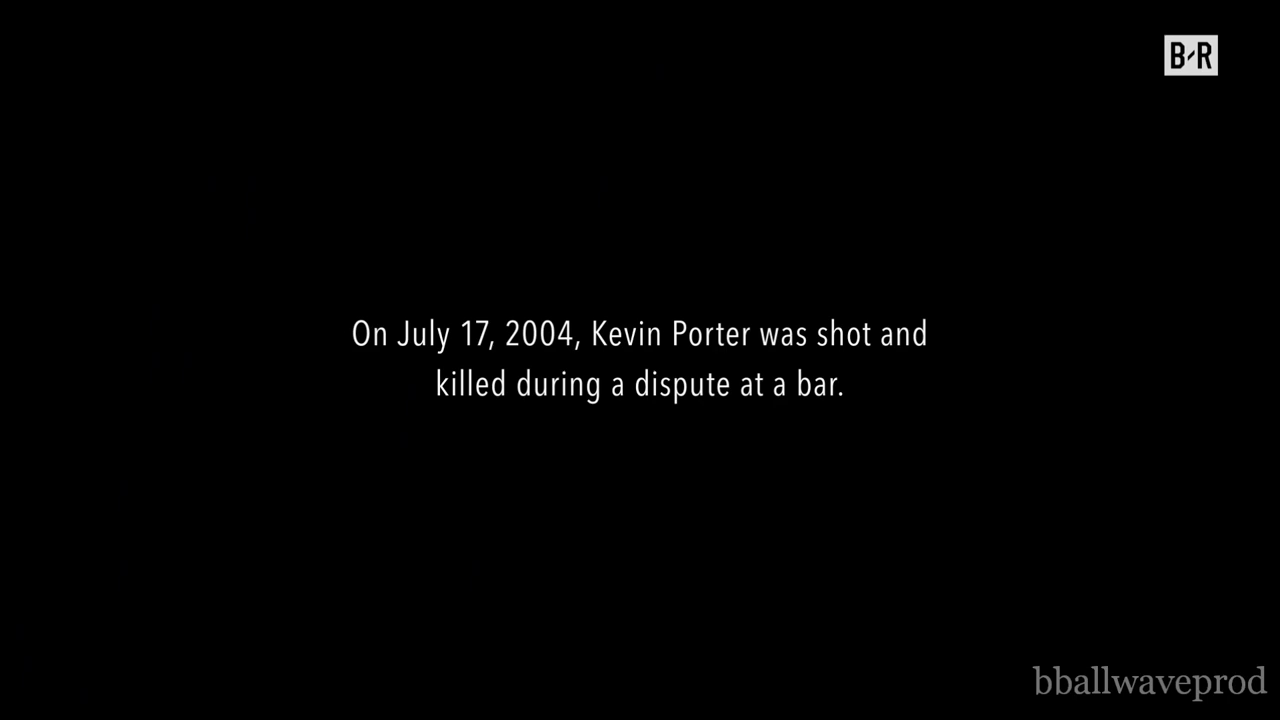 B/R
On July 17, 2004, Kevin Porter was shot and
killed during a dispute at a bar.
bballwaveprod